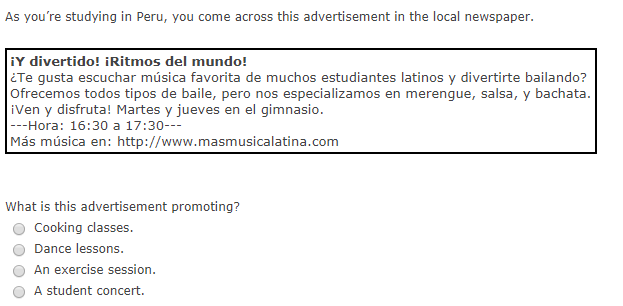 As you’re studying in Peru, you come across this advertisement in the local newspaper.
¡Y divertido! ¡Ritmos del mundo!
¿Te gusta escuchar música favorita de muchos estudiantes latinos y divertirte bailando?
Ofrecemos todos tipos de baile, pero nos especializamos en merengue, salsa, y bachata.
¡Ven y disfruta! Martes y jueves en el gimnasio.
---Hora: 16:30 a 17:30---
Más música en: http://www.masmusicalatina.com
What is this advertisement promoting?
Cooking classes.
Dance lessons.
An exercise session.
A student concert.